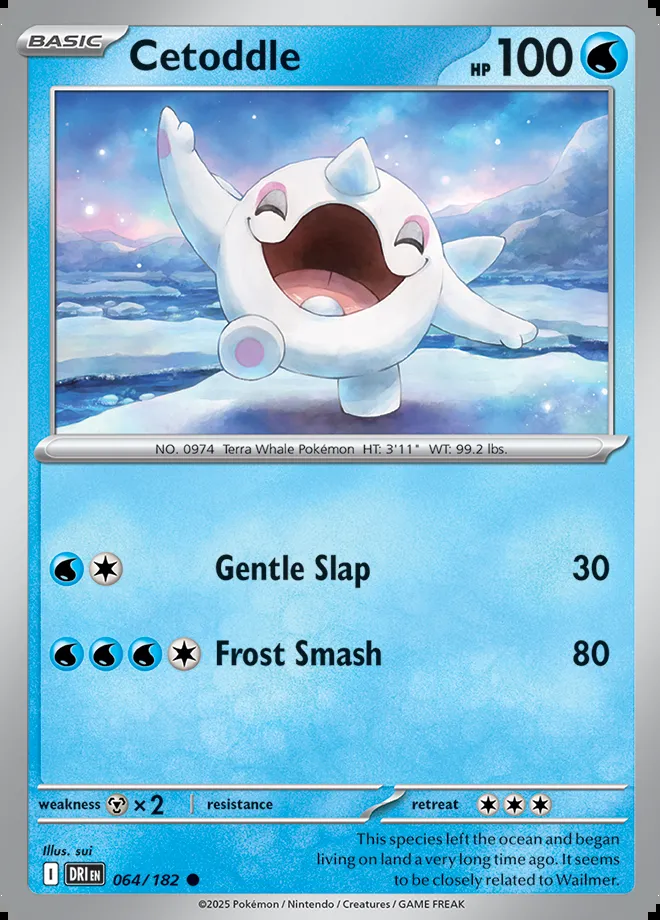 BASIC Cetoddle HP 100
NO. 0974 Terra Whale Pokémon HT: 3'11" WT: 99.2 lbs.
Gentle Slap 30
Frost Smash 80
weakness ×2 resistance retreat
Illus. sui
This species left the ocean and began
living on land a very long time ago. It seems
to be closely related to Wailmer.
I DRI EN 064/182
©2025 Pokémon / Nintendo / Creatures / GAME FREAK